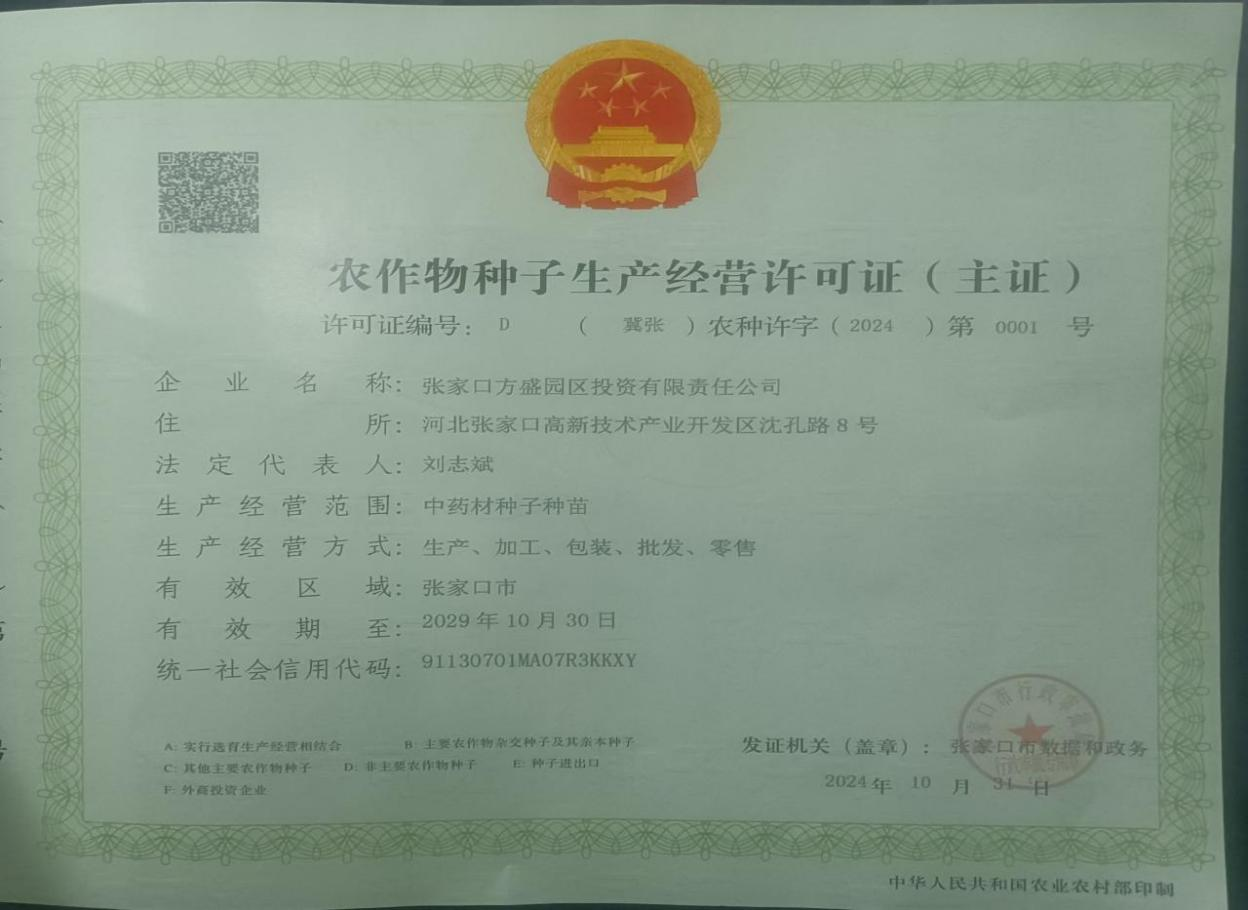 农作物种子生产经营许可证（主证）
许可证编号： D （ 冀张 ）农种许字（ 2024 ）第 0001 号
企业名称： 张家口方盛园区投资有限责任公司
住所： 河北张家口高新技术产业开发区沈孔路 8 号
法定代表人： 刘志斌
生产经营范围： 中药材种子种苗
生产经营方式： 生产、加工、包装、批发、零售
有效区域： 张家口市
有效期至： 2029 年 10 月 30 日
统一社会信用代码： 91130701MA07R3KKXY
A: 实行选育生产经营相结合 B: 主要农作物杂交种子及其亲本种子
C: 其他主要农作物种子 D: 非主要农作物种子 E: 种子进出口
F: 外商投资企业
发证机关（盖章）： 张家口市数据和政务
2024 年 10 月 31 日
中华人民共和国农业农村部印制